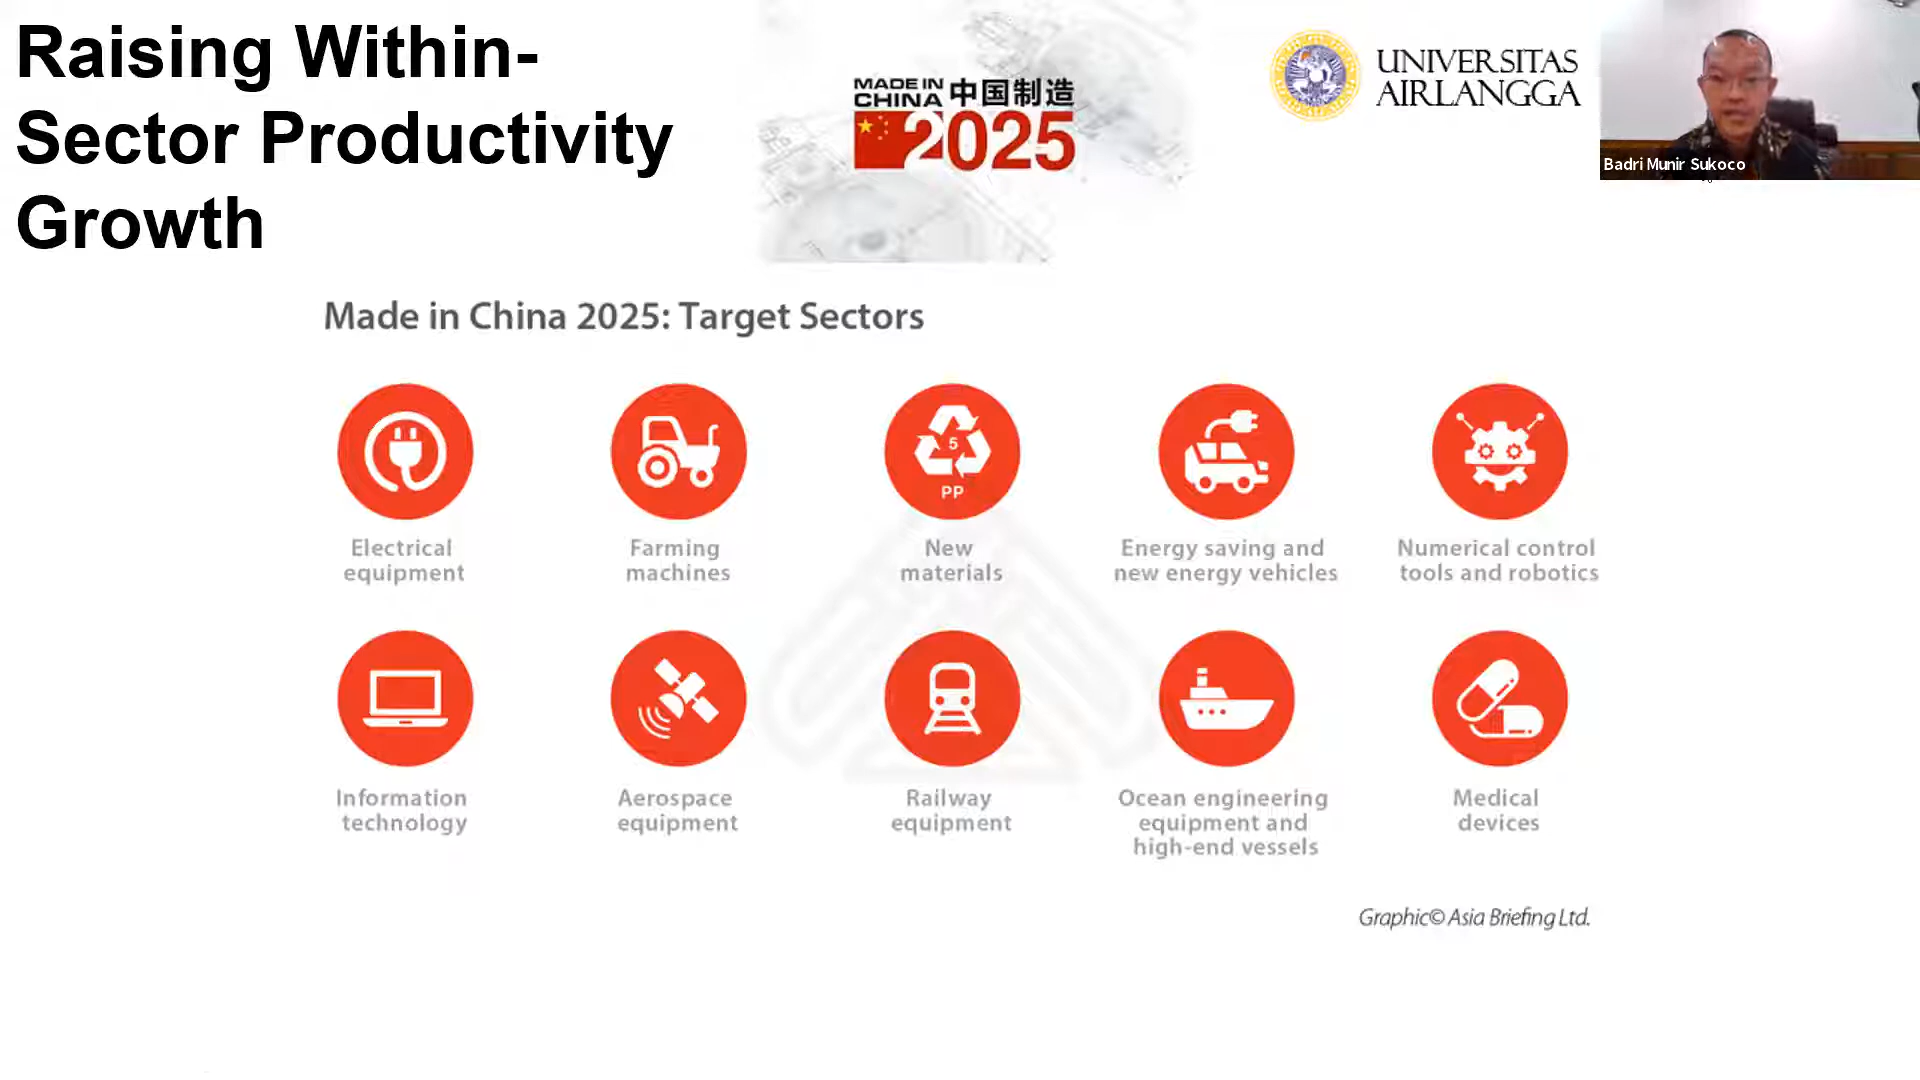 Raising Within-
Sector Productivity
Growth
MADE IN
CHINA 中国制造
2025
UNIVERSITAS
AIRLANGGA
Badri Munir Sukoco
Made in China 2025: Target Sectors
5
PP
Electrical
equipment
Farming
machines
New
materials
Energy saving and
new energy vehicles
Numerical control
tools and robotics
Information
technology
Aerospace
equipment
Railway
equipment
Ocean engineering
equipment and
high-end vessels
Medical
devices
Graphic© Asia Briefing Ltd.